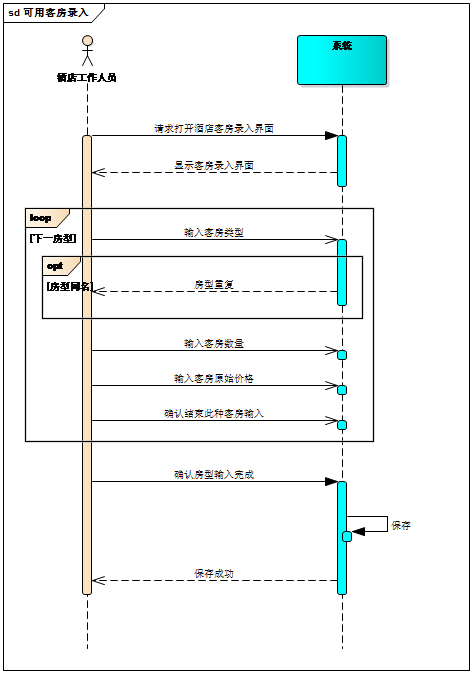 sd 可用客房录入
酒店工作人员
系统
请求打开酒店客房录入界面
显示客房录入界面
loop
[下一房型]
输入客房类型
opt
[房型同名]
房型重复
输入客房数量
输入客房原始价格
确认结束此种客房输入
确认房型输入完成
保存
保存成功